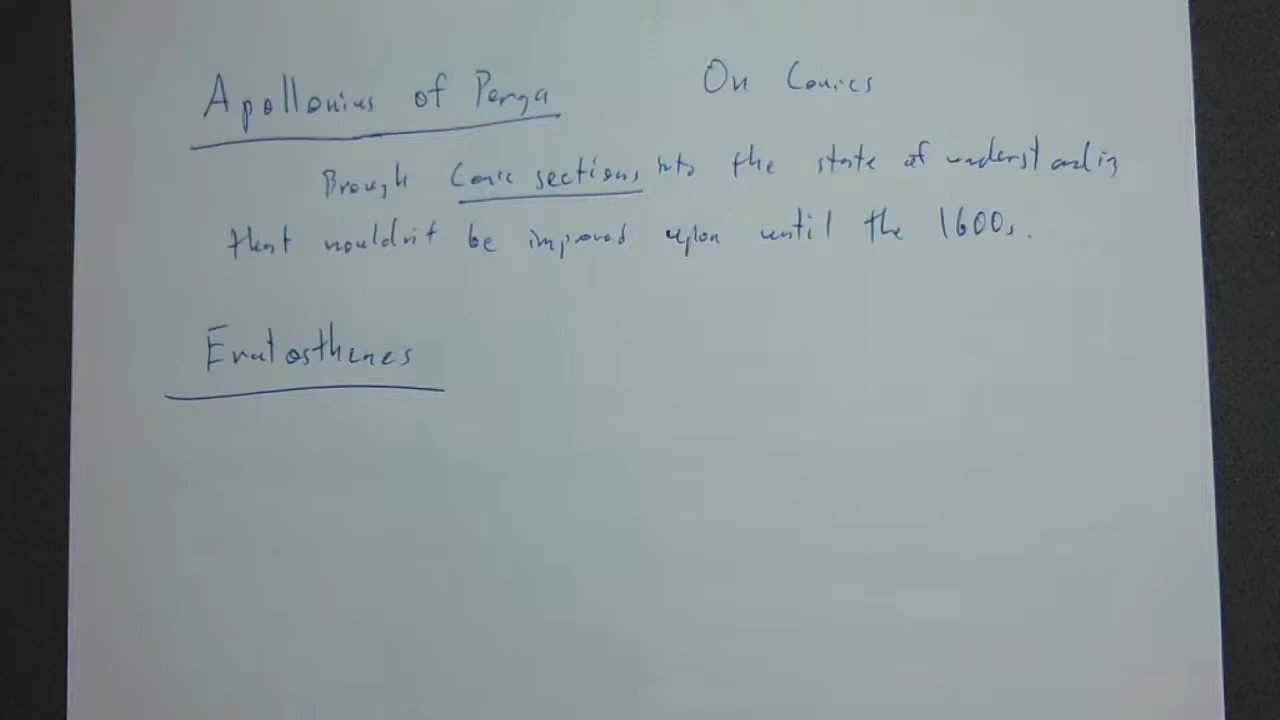 Apollonius of Perga On Conics
Brough Conic sections into the state of understanding
that wouldn't be improved upon until the 1600s.
Eratosthenes